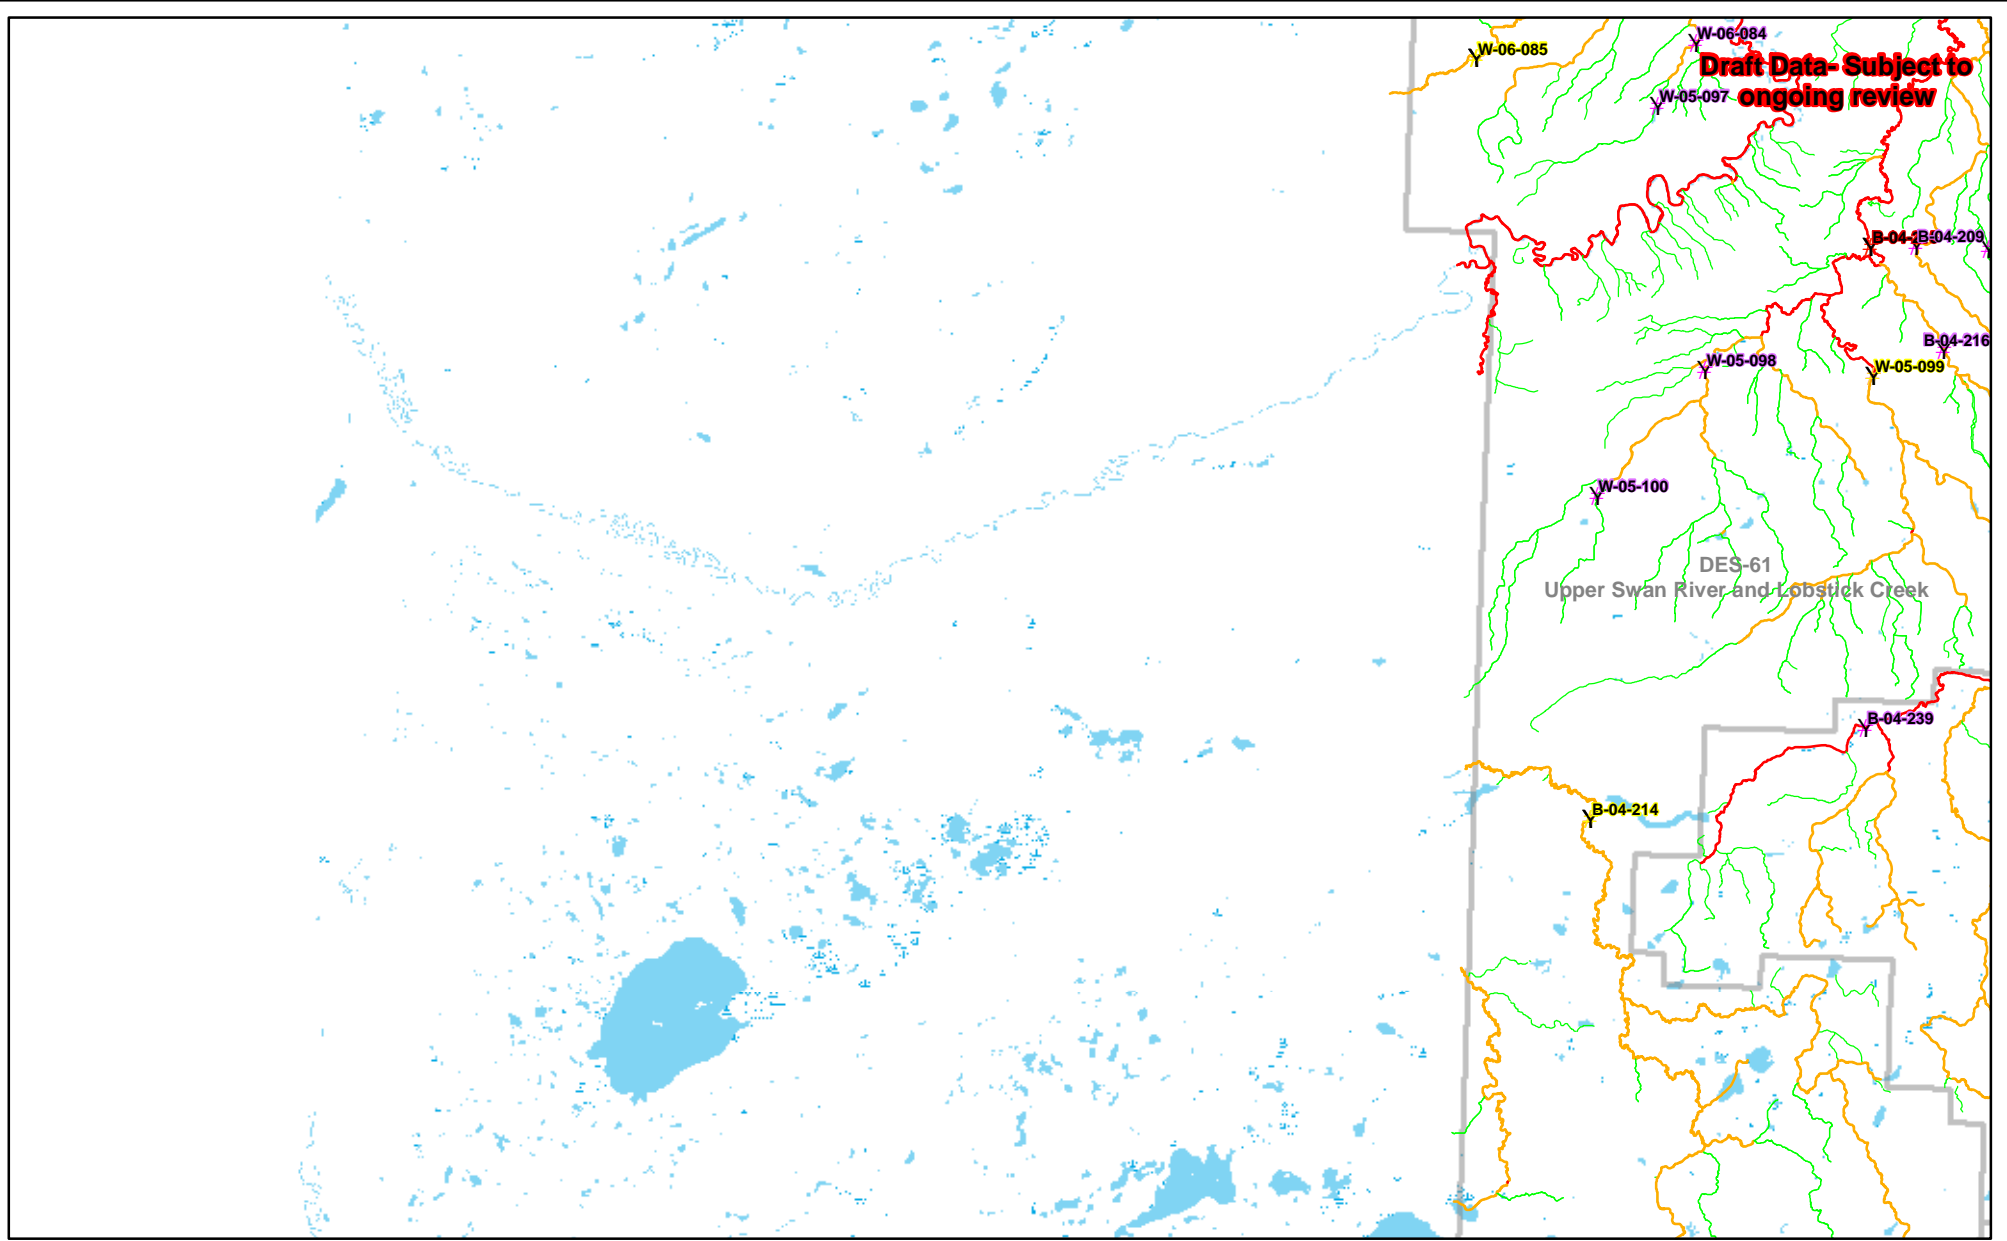 W-06-084
W-06-085
Draft Data- Subject to
ongoing review
W-05-097
B-04-209
B-04-216
W-05-098
W-05-099
W-05-100
DES-61
Upper Swan River and Lobstick Creek
B-04-239
B-04-214